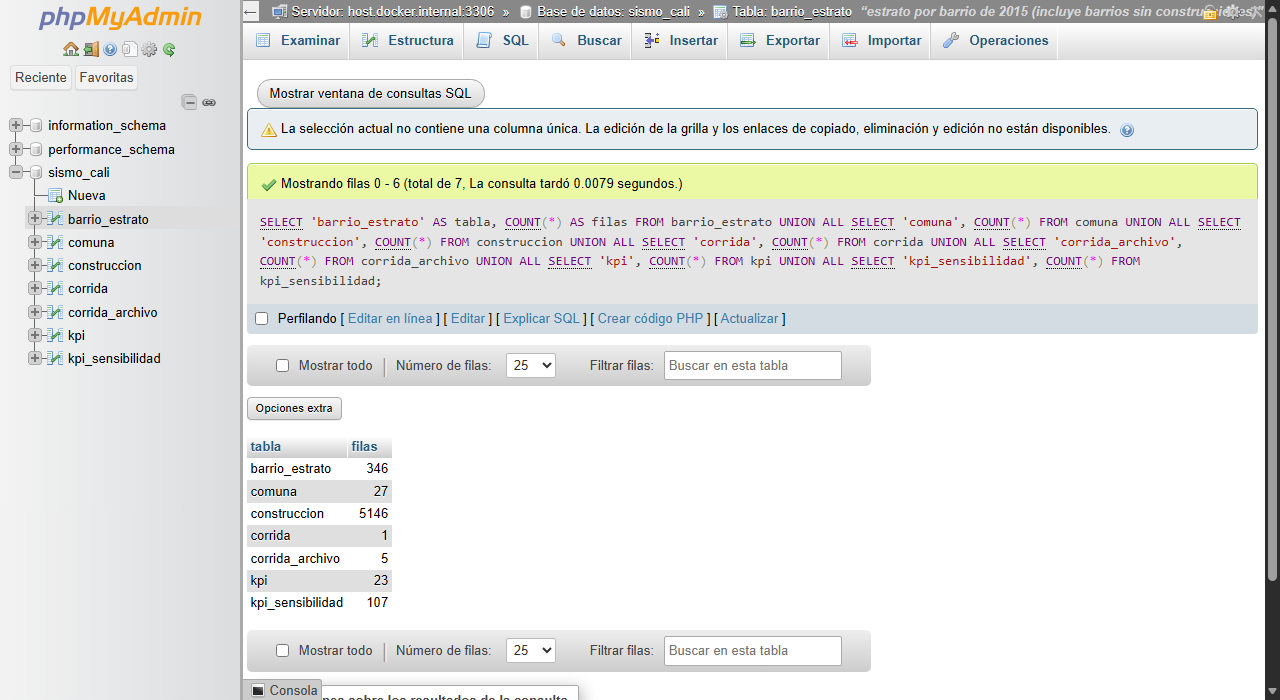 phpMyAdmin
Reciente Favoritas
information_schema
performance_schema
sismo_cali
Nueva
barrio_estrato
comuna
construccion
corrida
corrida_archivo
kpi
kpi_sensibilidad
Servidor: host.docker.internal:3306 » Base de datos: sismo_cali » Tabla: barrio_estrato "estrato por barrio de 2015 (incluye barrios sin
Examinar Estructura SQL Buscar Insertar Exportar Importar Operaciones
Mostrar ventana de consultas SQL
La selección actual no contiene una columna única. La edición de la grilla y los enlaces de copiado, eliminación y edición no están disponibles.
Mostrando filas 0 - 6 (total de 7, La consulta tardó 0.0079 segundos.)
SELECT 'barrio_estrato' AS tabla, COUNT(*) AS filas FROM barrio_estrato UNION ALL SELECT 'comuna', COUNT(*) FROM comuna UNION ALL SELECT
'construccion', COUNT(*) FROM construccion UNION ALL SELECT 'corrida', COUNT(*) FROM corrida UNION ALL SELECT 'corrida_archivo',
COUNT(*) FROM corrida_archivo UNION ALL SELECT 'kpi', COUNT(*) FROM kpi UNION ALL SELECT 'kpi_sensibilidad', COUNT(*) FROM
kpi_sensibilidad;
Perfilando [ Editar en línea ] [ Editar ] [ Explicar SQL ] [ Crear código PHP ] [ Actualizar ]
Mostrar todo | Número de filas: 25 Filtrar filas: Buscar en esta tabla
Opciones extra
tabla filas
barrio_estrato 346
comuna 27
construccion 5146
corrida 1
corrida_archivo 5
kpi 23
kpi_sensibilidad 107
Mostrar todo | Número de filas: 25 Filtrar filas: Buscar en esta tabla
Consola
sobre los resultados de la consulta